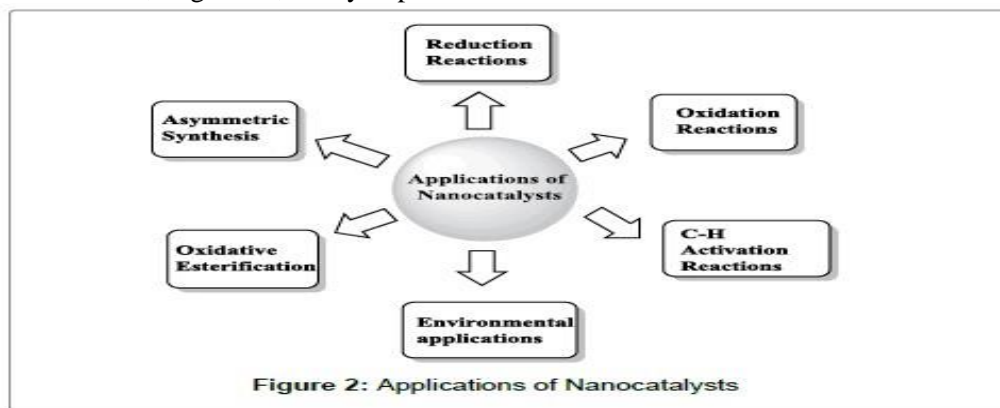 Reduction
Reactions
Asymmetric
Synthesis
Oxidation
Reactions
Applications of
Nanocatalysts
Oxidative
Esterification
C-H
Activation
Reactions
Environmental
applications
Figure 2: Applications of Nanocatalysts